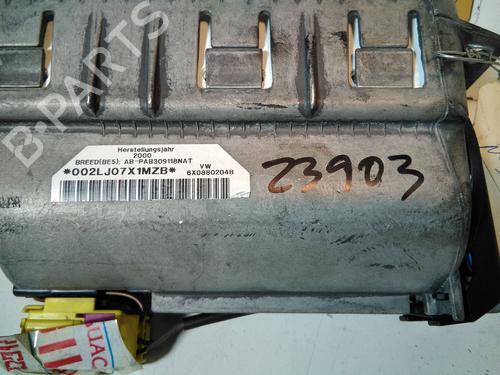 B-PARTS
Herstellungsjahr
2000
BREED(BE5): AB-PAB309118NAT
VW
*002LJ07X1MZB* 6X0880204B
23903